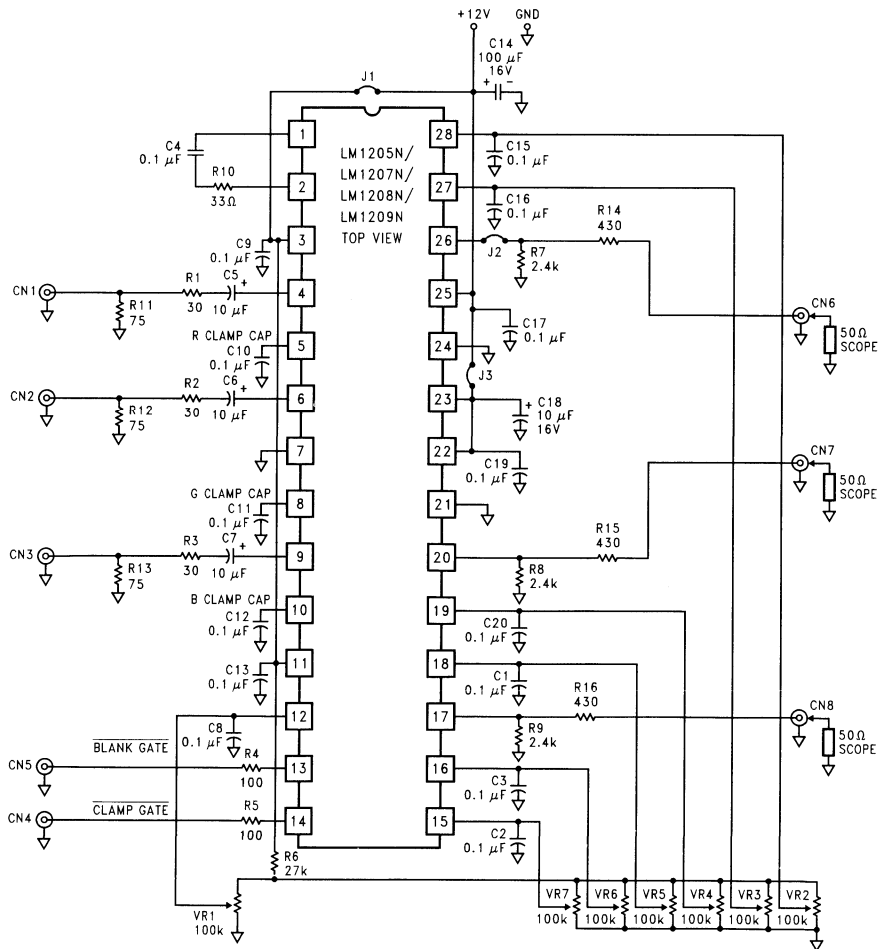 +12V
GND
C14
100 µF
16V
+
−
J1
1
28
C4
0.1 µF
LM1205N/
LM1207N/
LM1208N/
LM1209N
TOP VIEW
C15
0.1 µF
R10
33Ω
2
27
C16
0.1 µF
R14
430
C9
0.1 µF
3
26
J2
R7
2.4k
CN1
R11
75
R1
30
C5
+
10 µF
4
25
CN6
50Ω
SCOPE
R CLAMP CAP
C10
0.1 µF
5
24
C17
0.1 µF
J3
CN2
R12
75
R2
30
C6
+
10 µF
6
23
+
C18
10 µF
16V
7
22
C19
0.1 µF
CN7
50Ω
SCOPE
G CLAMP CAP
C11
0.1 µF
8
21
R15
430
CN3
R13
75
R3
30
C7
+
10 µF
9
20
R8
2.4k
B CLAMP CAP
C12
0.1 µF
10
19
C20
0.1 µF
C13
0.1 µF
11
18
C1
0.1 µF
R16
430
CN8
50Ω
SCOPE
C8
0.1 µF
12
17
R9
2.4k
BLANK GATE
CN5
R4
100
13
16
C3
0.1 µF
CLAMP GATE
CN4
R5
100
14
15
C2
0.1 µF
R6
27k
VR1
100k
VR7
100k
VR6
100k
VR5
100k
VR4
100k
VR3
100k
VR2
100k